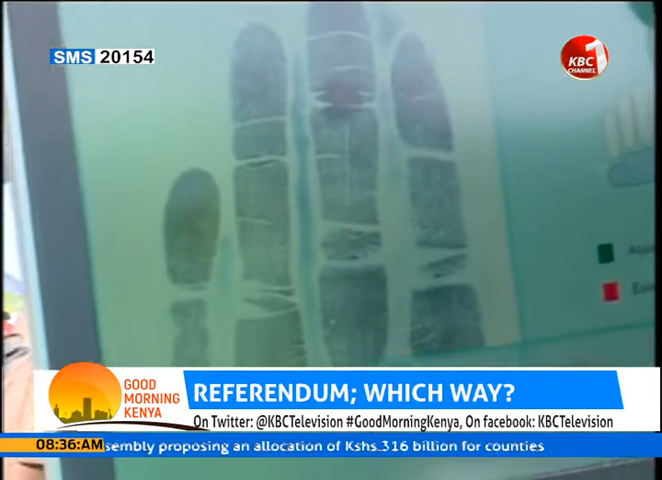 SMS 20154
KBC 1
CHANNEL
GOOD
MORNING
KENYA
REFERENDUM; WHICH WAY?
On Twitter: @KBCTelevision #GoodMorningKenya, On facebook: KBCTelevision
08:36:AM sembly proposing an allocation of Kshs.316 billion for counties